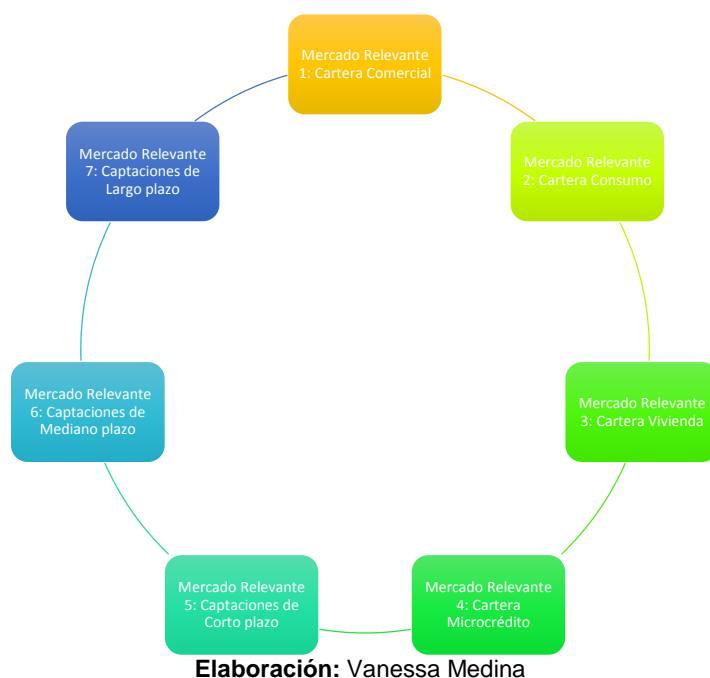 Mercado Relevante
1: Cartera Comercial
Mercado Relevante
2: Cartera Consumo
Mercado Relevante
3: Cartera Vivienda
Mercado Relevante
4: Cartera
Microcrédito
Mercado Relevante
5: Captaciones de
Corto plazo
Mercado Relevante
6: Captaciones de
Mediano plazo
Mercado Relevante
7: Captaciones de
Largo plazo
Elaboración: Vanessa Medina